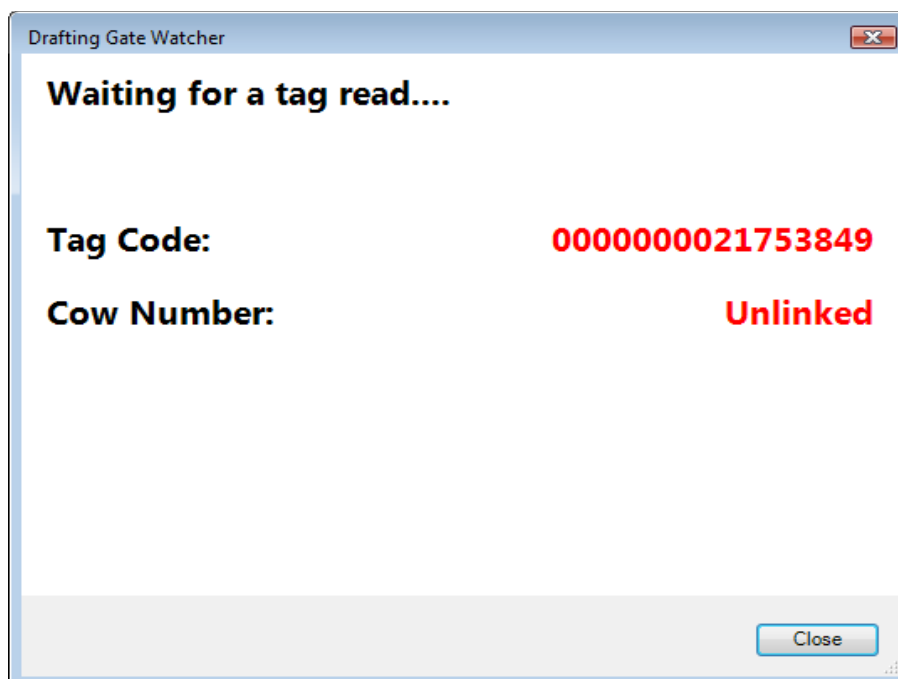 Drafting Gate Watcher
Waiting for a tag read....
Tag Code: 0000000021753849
Cow Number: Unlinked
Close